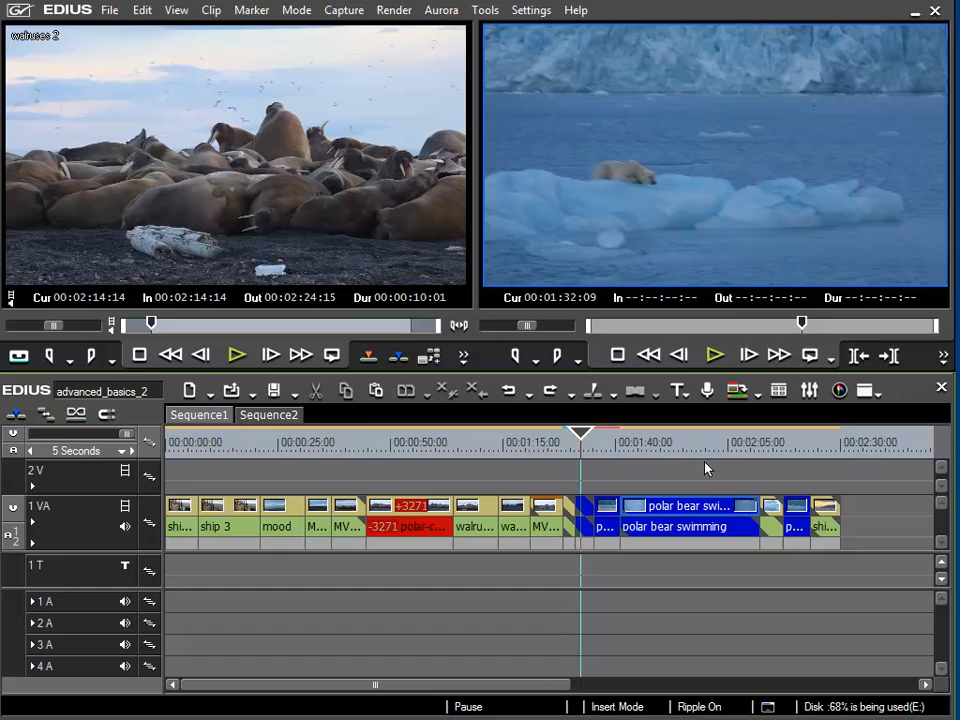 GV EDIUS File Edit View Clip Marker Mode Capture Render Aurora Tools Settings Help
walruses 2
Cur 00:02:14:14 In 00:02:14:14 Out 00:02:24:15 Dur 00:00:10:01
Cur 00:01:32:09 In --:--:--:-- Out --:--:--:-- Dur --:--:--:--
EDIUS advanced_basics_2
Sequence1 Sequence2
5 Seconds
00:00:00:00 00:00:25:00 00:00:50:00 00:01:15:00 00:01:40:00 00:02:05:00 00:02:30:00
2 V
1 VA +3271 polar bear swi...
1 2
shi... ship 3 mood M... MV... -3271 polar-c... walru... wa... MV... p... polar bear swimming p... shi...
1 T T
1 A
2 A
3 A
4 A
Pause Insert Mode Ripple On Disk :68% is being used(E:)